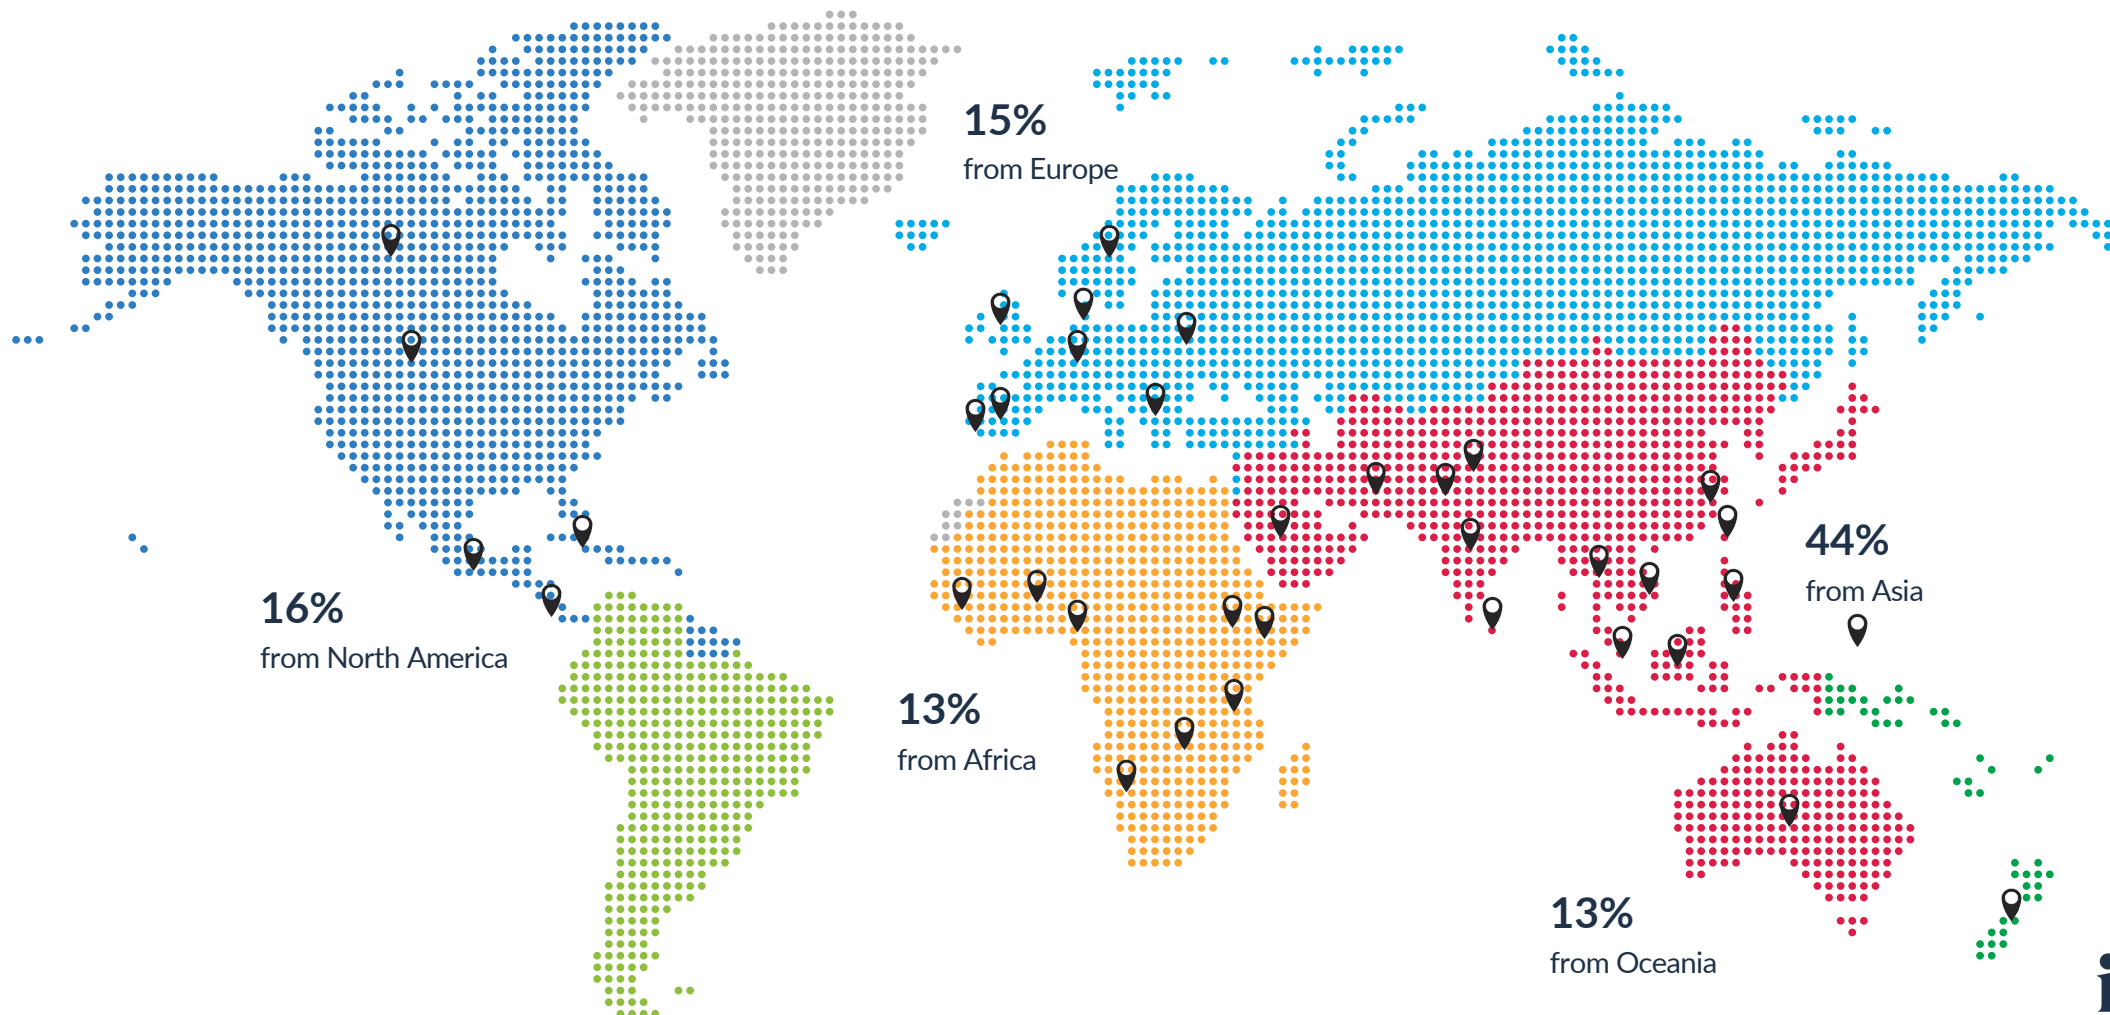 15%
from Europe
44%
from Asia
16%
from North America
13%
from Africa
13%
from Oceania
i